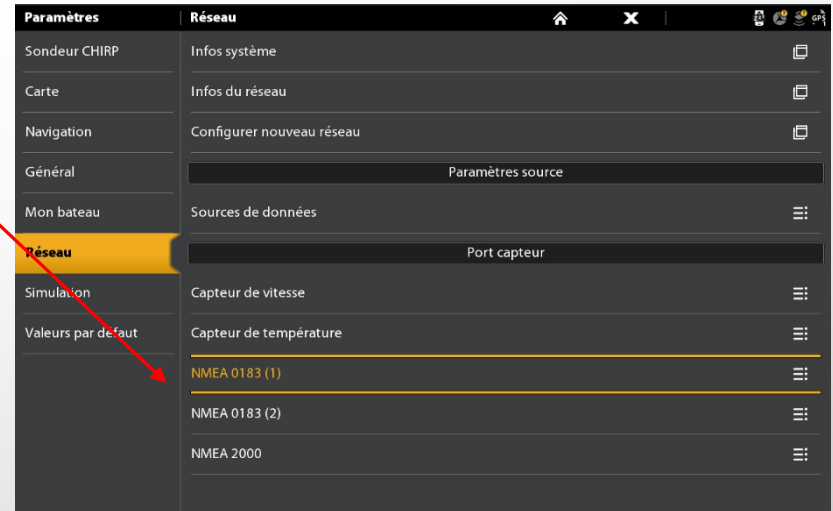 Paramètres
Réseau
GPS
1
Sondeur CHIRP
Infos système
Carte
Infos du réseau
Navigation
Configurer nouveau réseau
Général
Paramètres source
Mon bateau
Sources de données
Réseau
Port capteur
Simulation
Capteur de vitesse
Valeurs par défaut
Capteur de température
NMEA 0183 (1)
NMEA 0183 (2)
NMEA 2000